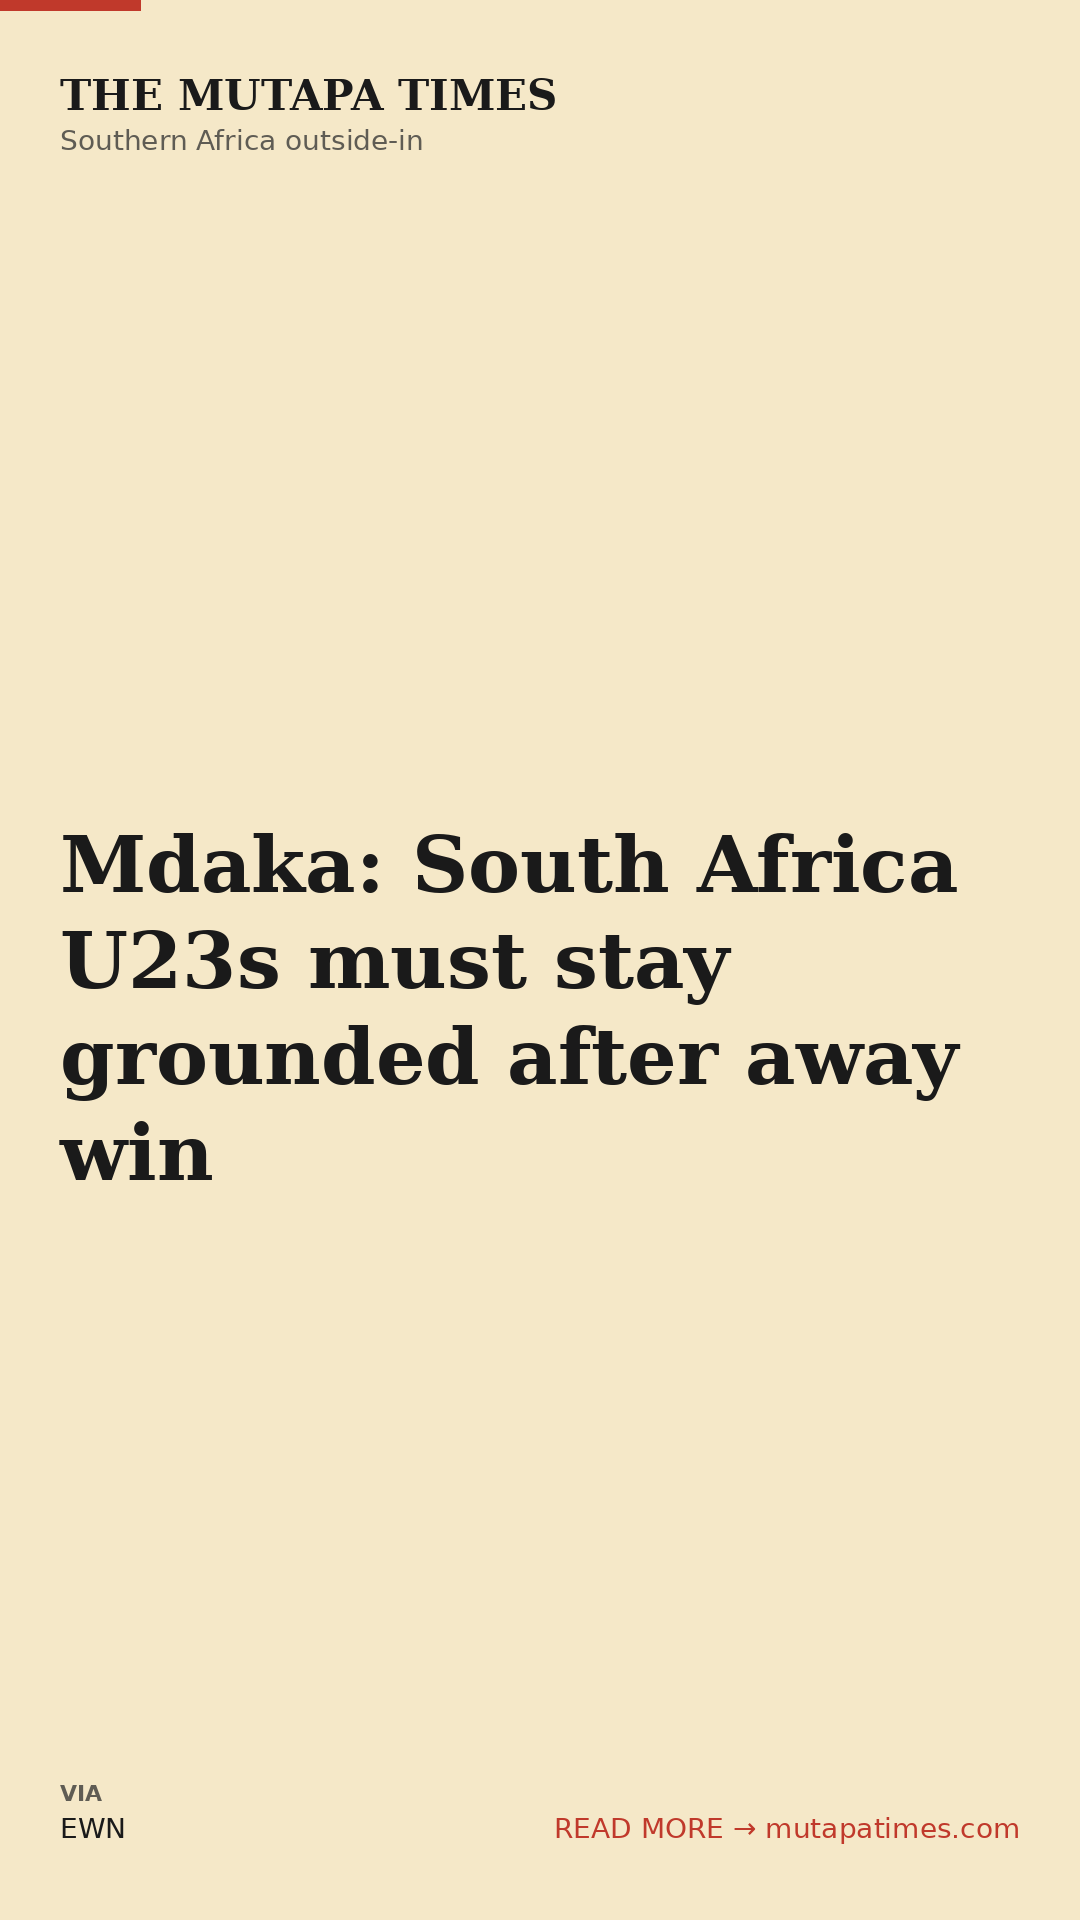 THE MUTAPA TIMES
Southern Africa outside-in
Mdaka: South Africa
U23s must stay
grounded after away
win
VIA
EWN
READ MORE → mutapatimes.com